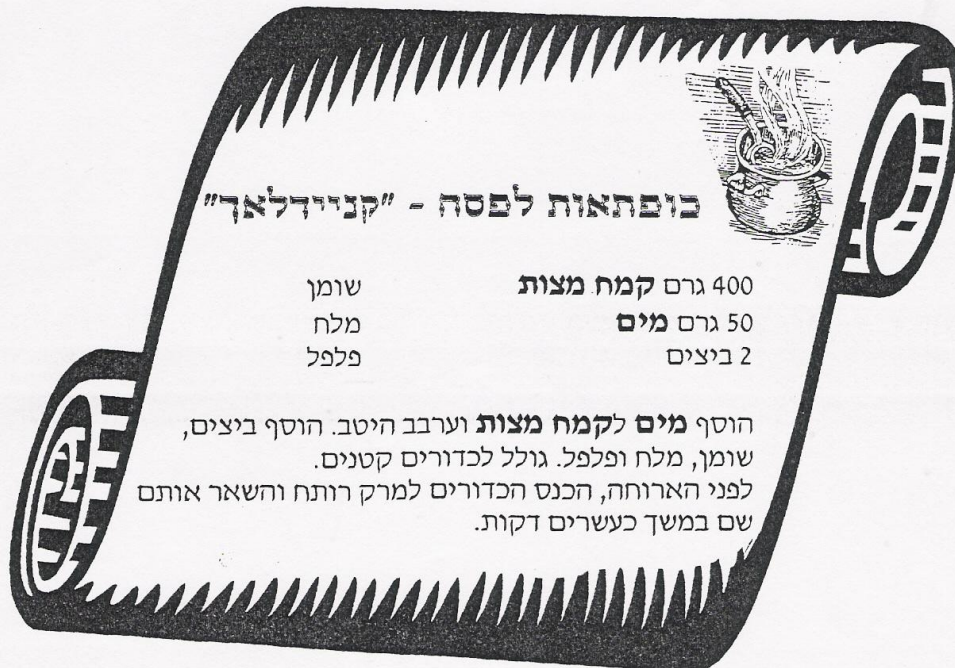 כופתאות לפסח - "קניידלאך"
400 גרם קמח מצות שומן
50 גרם מים מלח
2 ביצים פלפל
הוסף מים לקמח מצות וערבב היטב. הוסף ביצים,
שומן, מלח ופלפל. גולל לכדורים קטנים.
לפני הארוחה, הכנס הכדורים למרק רותח והשאר אותם
שם במשך כעשרים דקות.